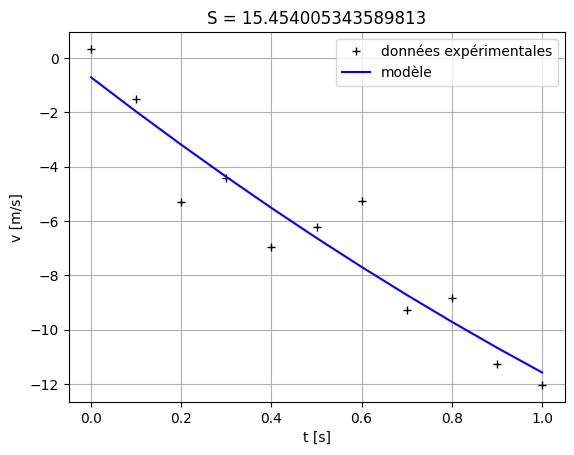 S = 15.454005343589813
données expérimentales
modèle
0
−2
−4
−6
−8
−10
−12
v [m/s]
0.0 0.2 0.4 0.6 0.8 1.0
t [s]